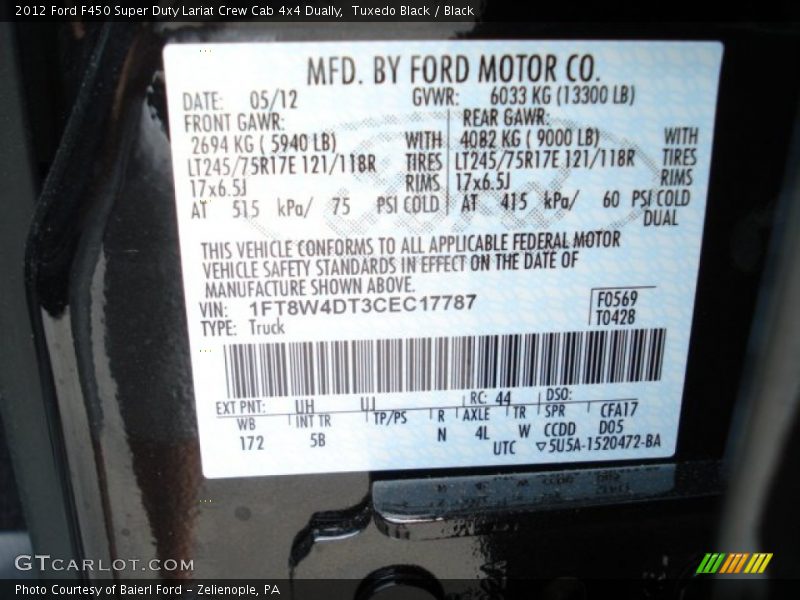 2012 Ford F450 Super Duty Lariat Crew Cab 4x4 Dually,  Tuxedo Black / Black
MFD. BY FORD MOTOR CO.
DATE: 05/12 GVWR: 6033 KG (13300 LB)
FRONT GAWR: REAR GAWR:
2694 KG ( 5940 LB) WITH 4082 KG ( 9000 LB) WITH
LT245/75R17E 121/118R TIRES LT245/75R17E 121/118R TIRES
17x6.5J RIMS 17x6.5J RIMS
AT 515 kPa/ 75 PSI COLD AT 415 kPa/ 60 PSI COLD
DUAL
THIS VEHICLE CONFORMS TO ALL APPLICABLE FEDERAL MOTOR
VEHICLE SAFETY STANDARDS IN EFFECT ON THE DATE OF
MANUFACTURE SHOWN ABOVE.
VIN: 1FT8W4DT3CEC17787 F0569
TYPE: Truck T0428
EXT PNT: UH UJ RC: 44 DSO:
WB INT TR TP/PS R AXLE TR SPR CFA17
172 5B N 4L W CCDD D05
UTC ▽5U5A-1520472-BA
GTCARLOT.COM
Photo Courtesy of Baierl Ford - Zelienople, PA